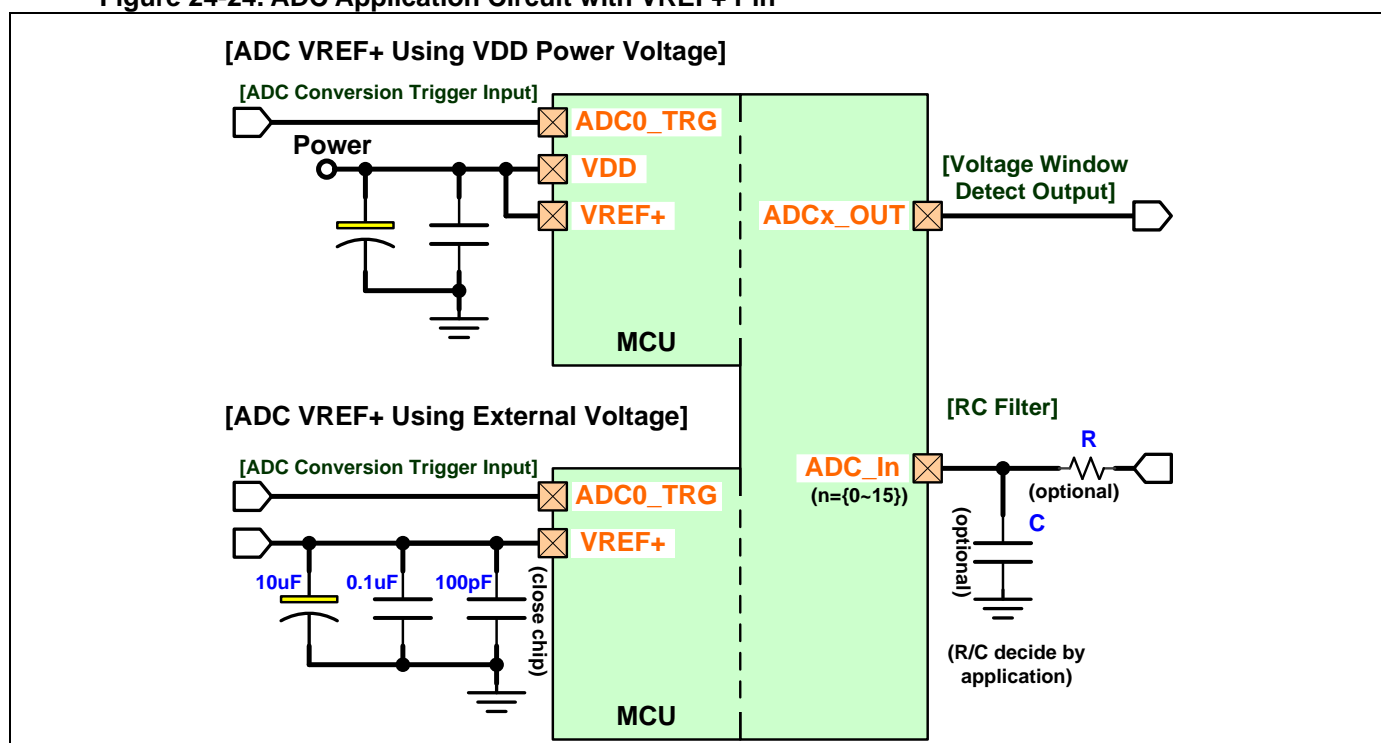 Figure 24-24. ADC Application Circuit with VREF+ Pin
[ADC VREF+ Using VDD Power Voltage]
[ADC Conversion Trigger Input]
ADC0_TRG
Power
VDD
VREF+
MCU
ADCx_OUT
[Voltage Window
Detect Output]
[ADC VREF+ Using External Voltage]
[ADC Conversion Trigger Input]
ADC0_TRG
VREF+
10uF
0.1uF
100pF
(close chip)
MCU
ADC_In
(n={0~15})
[RC Filter]
R
(optional)
C
(optional)
(R/C decide by
application)